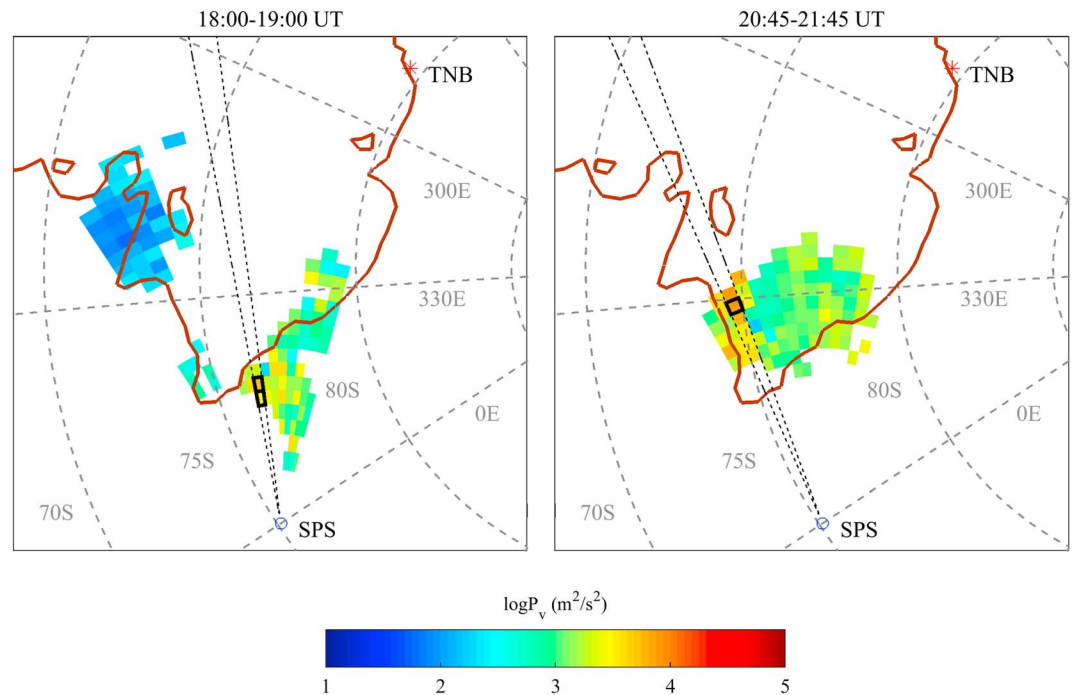 18:00-19:00 UT
20:45-21:45 UT
TNB
300E
330E
80S
0E
75S
70S
SPS
TNB
300E
330E
80S
0E
75S
70S
SPS
logP_v (m^2/s^2)
1 2 3 4 5